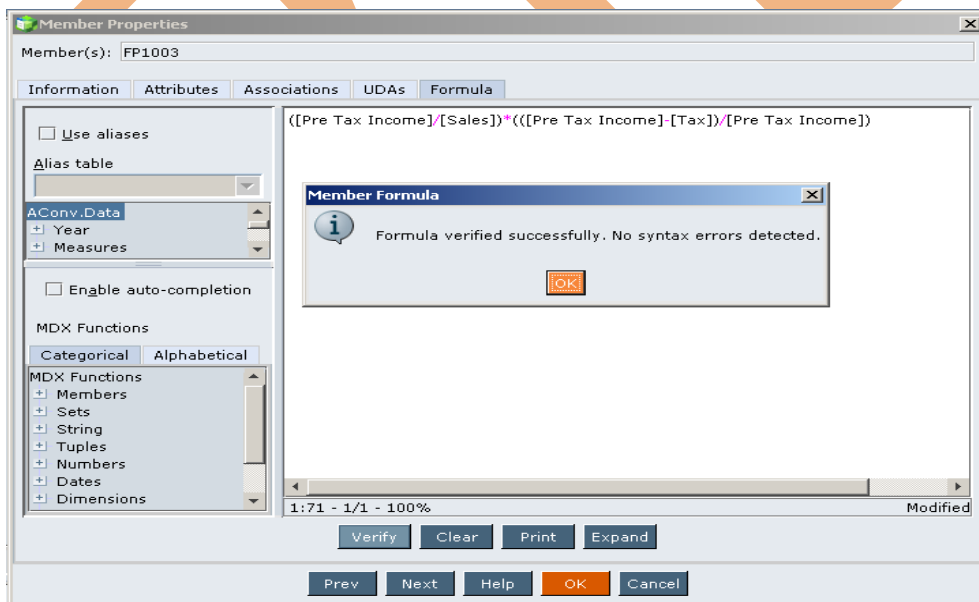 Member Properties
Member(s): FP1003
Information Attributes Associations UDAs Formula
Use aliases
Alias table
AConv.Data
Year
Measures
Enable auto-completion
MDX Functions
Categorical Alphabetical
MDX Functions
Members
Sets
String
Tuples
Numbers
Dates
Dimensions
([Pre Tax Income]/[Sales])*(([Pre Tax Income]-[Tax])/[Pre Tax Income])
Member Formula
Formula verified successfully. No syntax errors detected.
OK
1:71 - 1/1 - 100% Modified
Verify Clear Print Expand
Prev Next Help OK Cancel